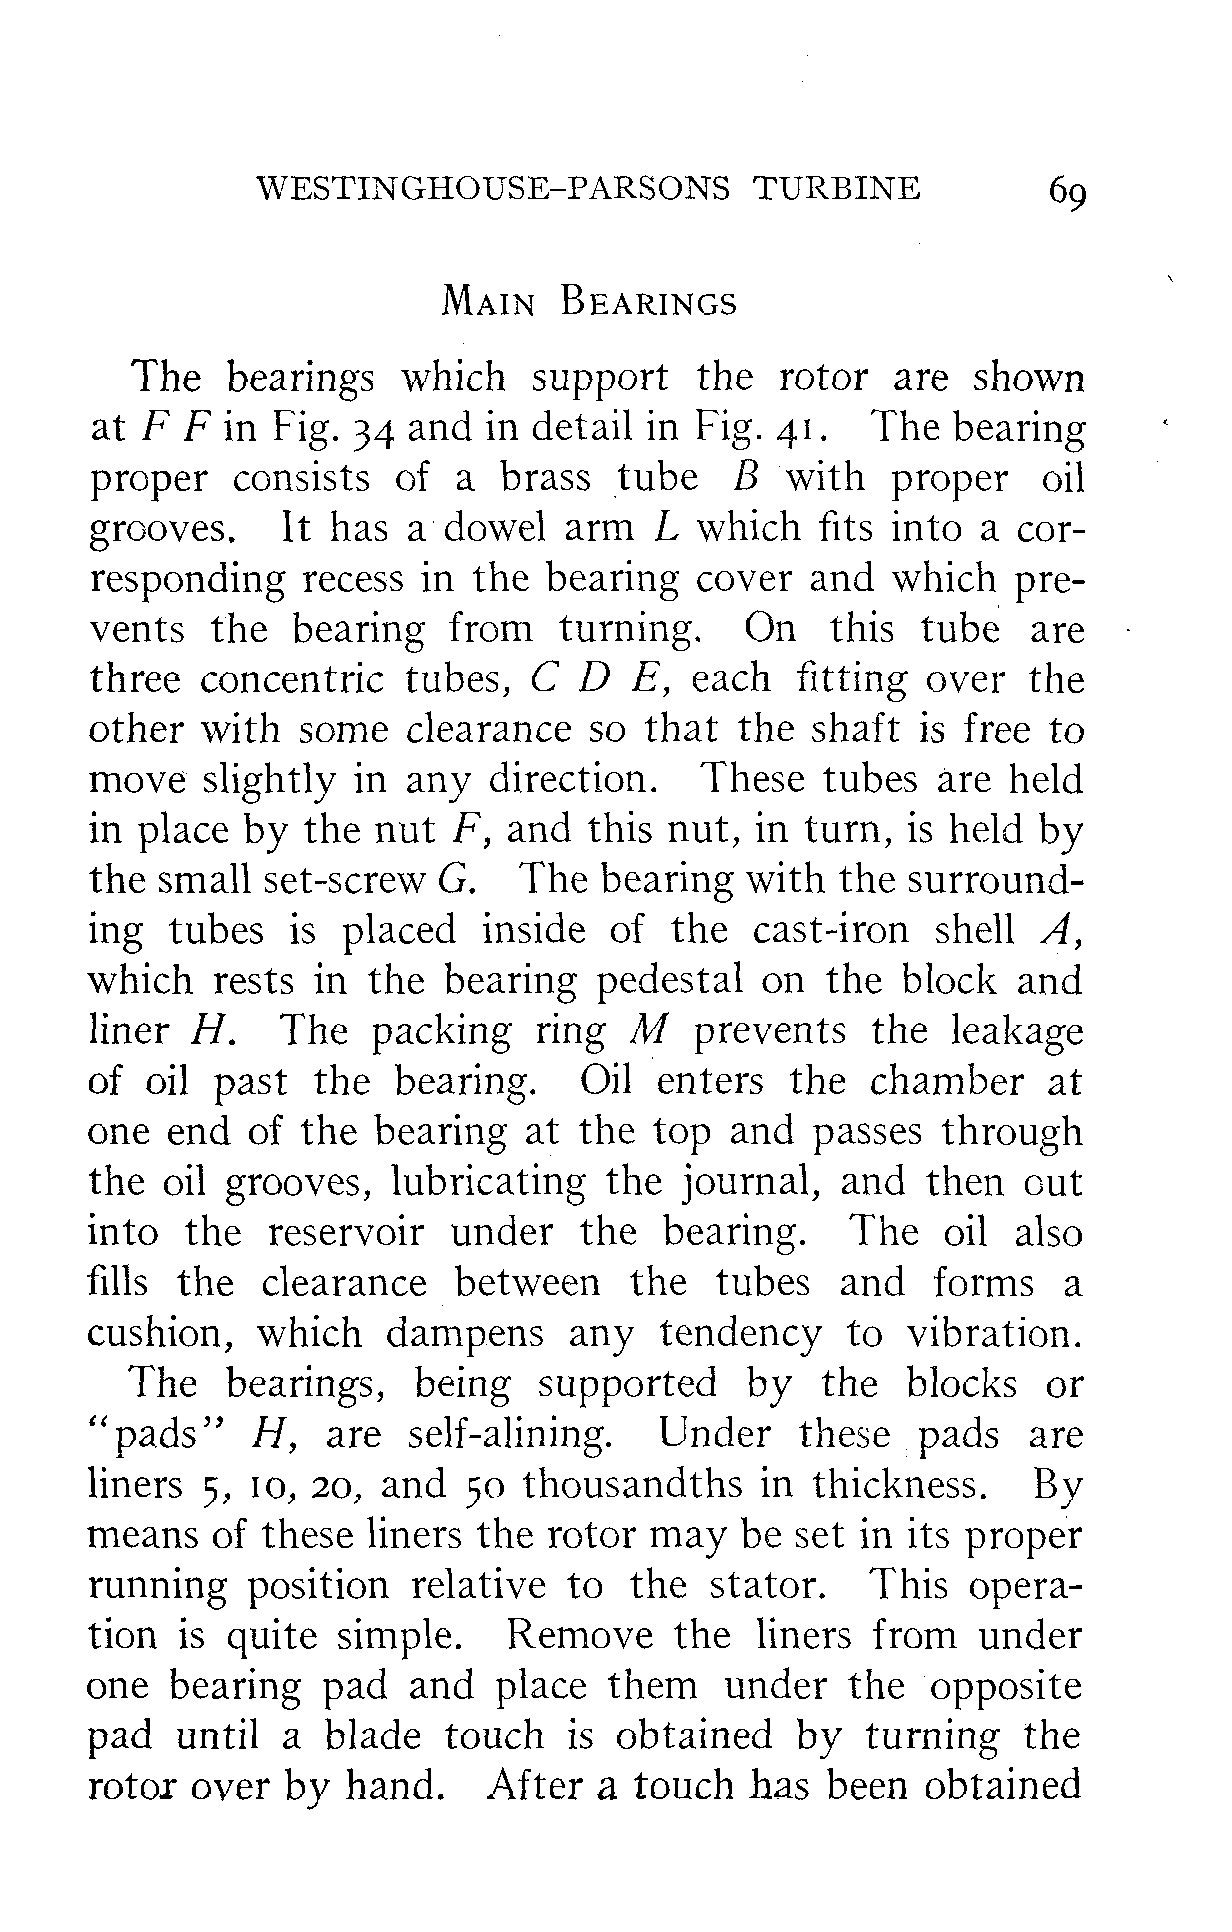 WESTINGHOUSE–PARSONS TURBINE 69
MAIN BEARINGS
The bearings which support the rotor are shown
at F F in Fig. 34 and in detail in Fig. 41. The bearing
proper consists of a brass tube B with proper oil
grooves. It has a dowel arm L which fits into a cor-
responding recess in the bearing cover and which pre-
vents the bearing from turning. On this tube are
three concentric tubes, C D E, each fitting over the
other with some clearance so that the shaft is free to
move slightly in any direction. These tubes are held
in place by the nut F, and this nut, in turn, is held by
the small set-screw G. The bearing with the surround-
ing tubes is placed inside of the cast-iron shell A,
which rests in the bearing pedestal on the block and
liner H. The packing ring M prevents the leakage
of oil past the bearing. Oil enters the chamber at
one end of the bearing at the top and passes through
the oil grooves, lubricating the journal, and then out
into the reservoir under the bearing. The oil also
fills the clearance between the tubes and forms a
cushion, which dampens any tendency to vibration.
The bearings, being supported by the blocks or
"pads" H, are self-alining. Under these pads are
liners 5, 10, 20, and 50 thousandths in thickness. By
means of these liners the rotor may be set in its proper
running position relative to the stator. This opera-
tion is quite simple. Remove the liners from under
one bearing pad and place them under the opposite
pad until a blade touch is obtained by turning the
rotor over by hand. After a touch has been obtained